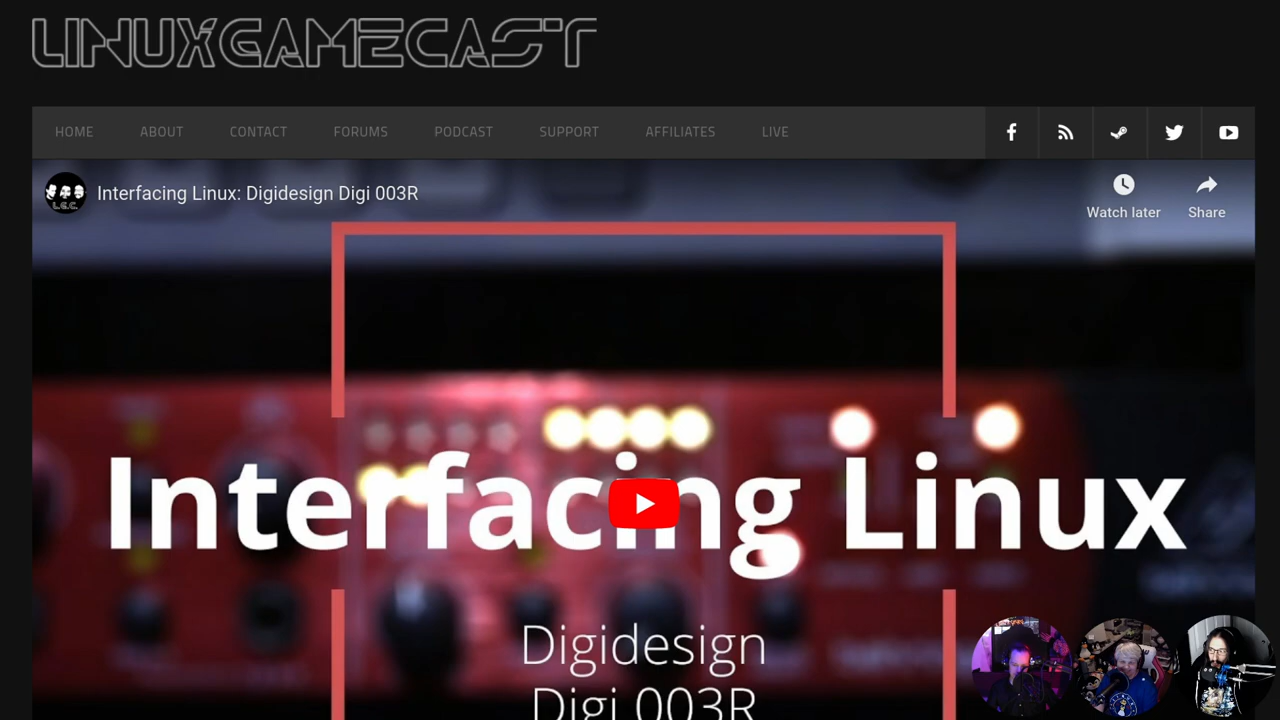 LINUXGAMECAST
HOME ABOUT CONTACT FORUMS PODCAST SUPPORT AFFILIATES LIVE
L.G.C.
Interfacing Linux: Digidesign Digi 003R
Watch later Share
Interfacing Linux
Digidesign
Digi 003R